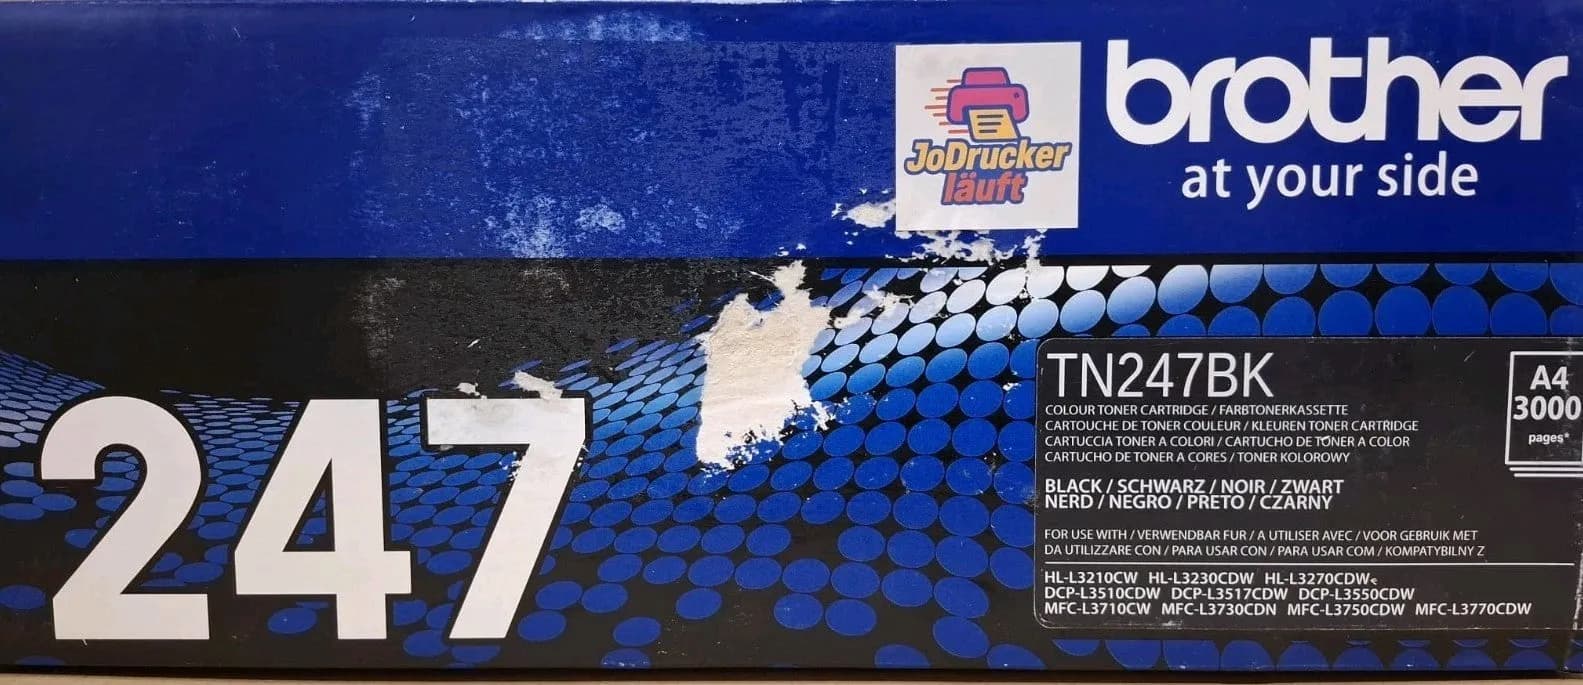 JoDrucker
läuft
brother
at your side
247
TN247BK
COLOUR TONER CARTRIDGE / FARBTONERKASSETTE
CARTOUCHE DE TONER COULEUR / KLEUREN TONER CARTRIDGE
CARTUCCIA TONER A COLORI / CARTUCHO DE TONER A COLOR
CARTUCHO DE TONER A CORES / TONER KOLOROWY
BLACK / SCHWARZ / NOIR / ZWART
NERO / NEGRO / PRETO / CZARNY
FOR USE WITH / VERWENDBAR FUR / A UTILISER AVEC / VOOR GEBRUIK MET
DA UTILIZZARE CON / PARA USAR CON / PARA USAR COM / KOMPATYBILNY Z
HL-L3210CW HL-L3230CDW HL-L3270CDW
DCP-L3510CDW DCP-L3517CDW DCP-L3550CDW
MFC-L3710CW MFC-L3730CDN MFC-L3750CDW MFC-L3770CDW
A4
3000
pages*